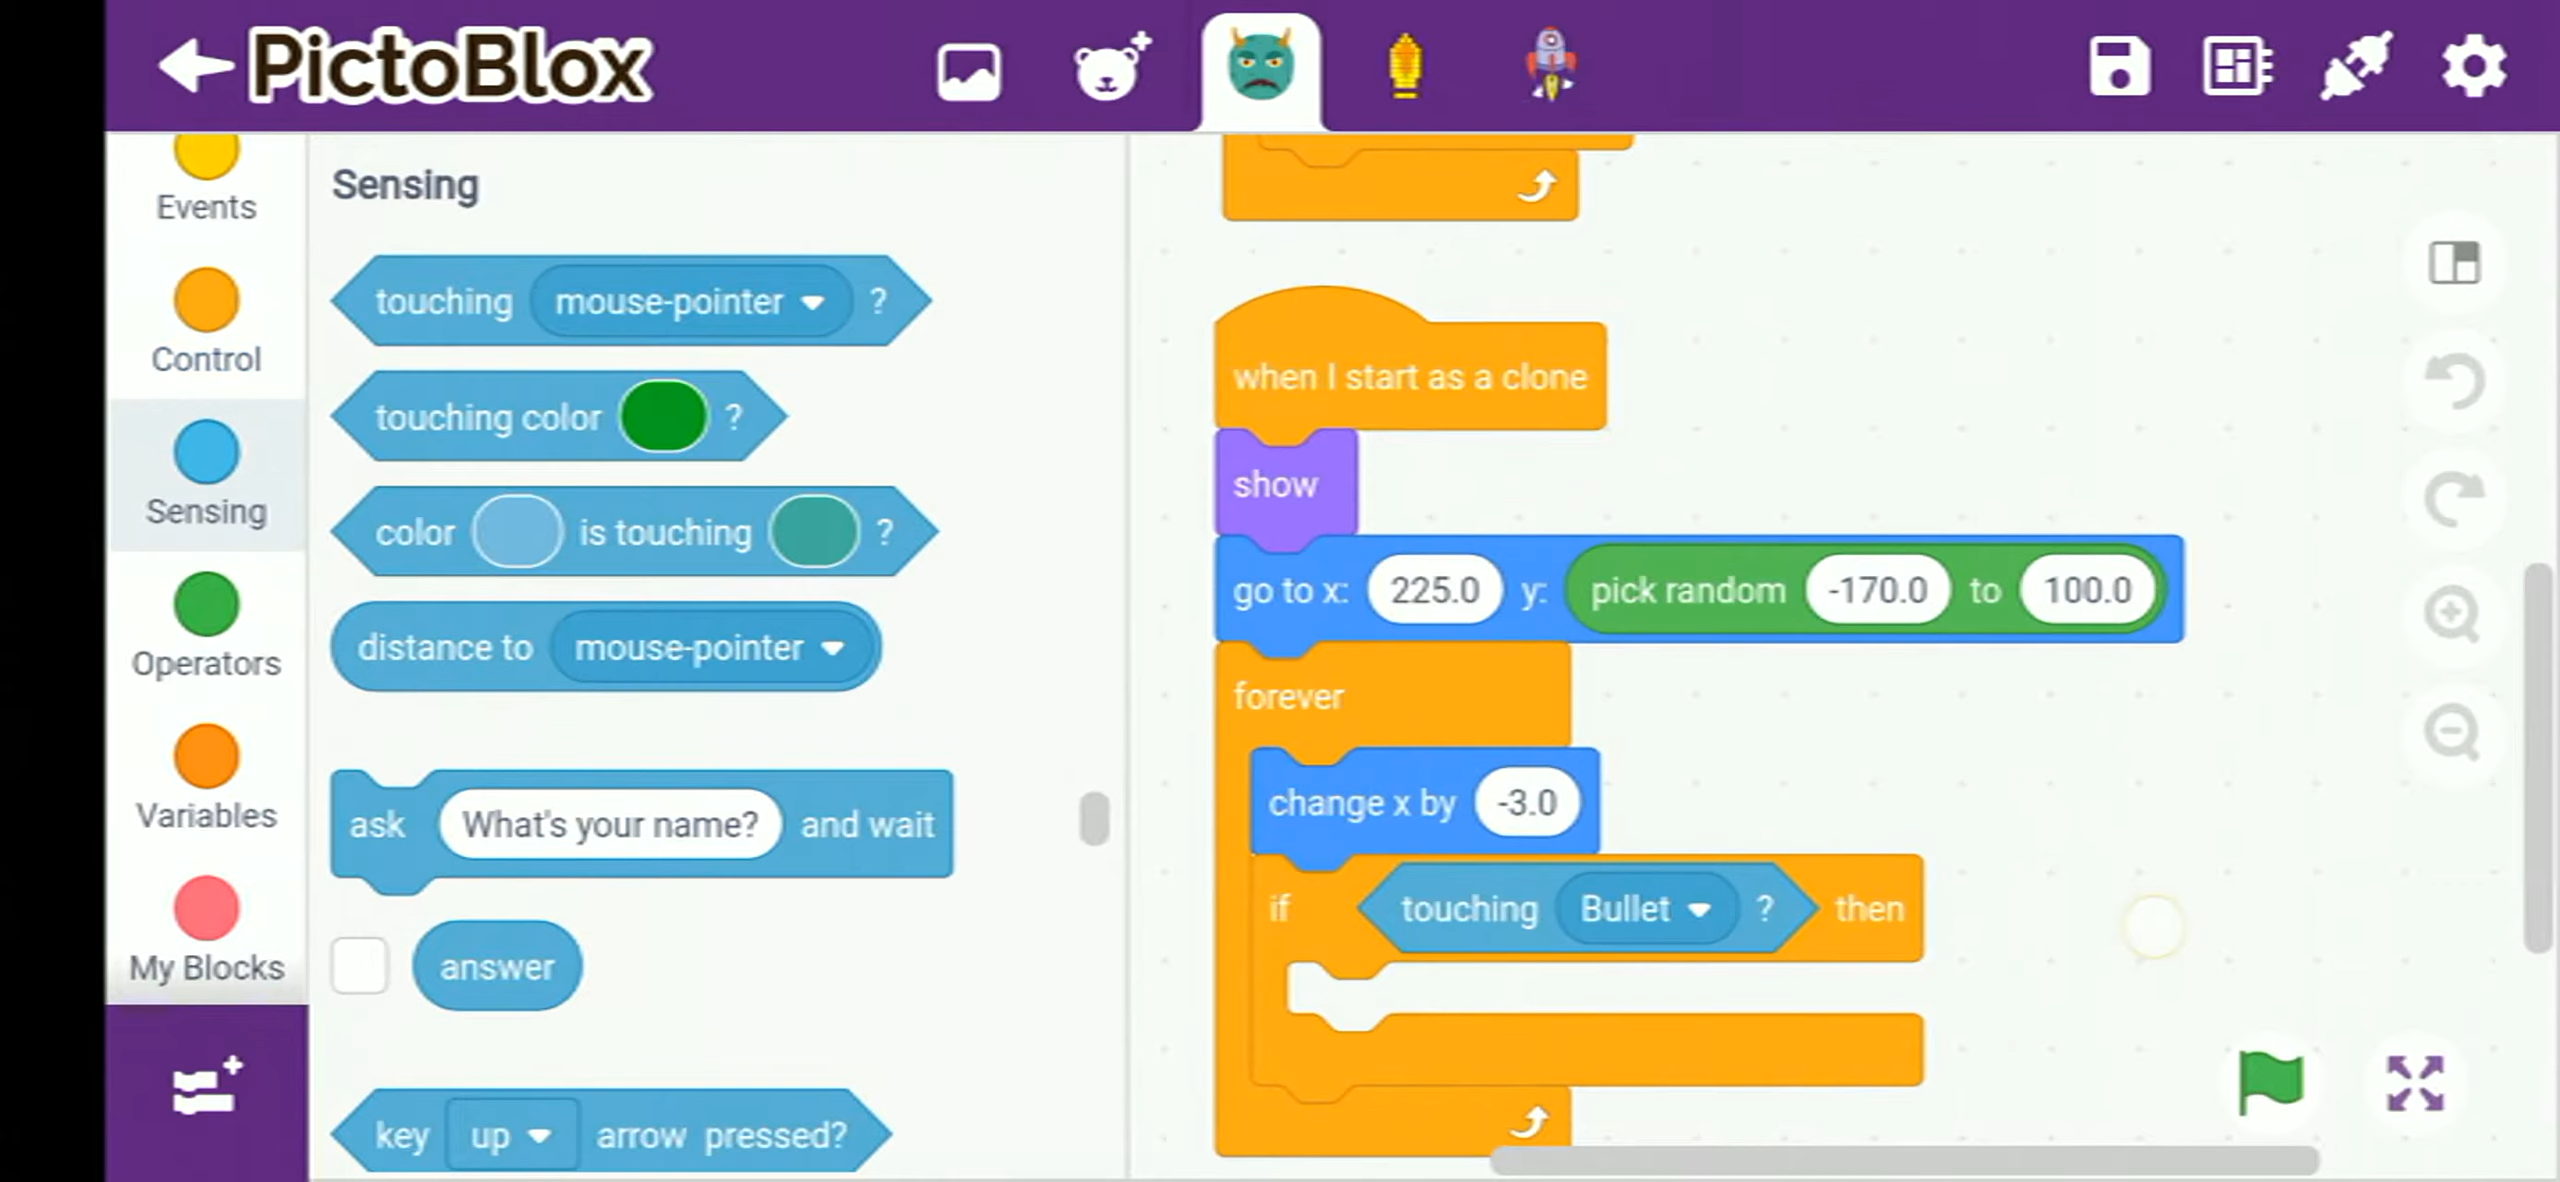 PictoBlox
Events
Control
Sensing
Operators
Variables
My Blocks
Sensing
touching mouse-pointer ?
touching color ?
color is touching ?
distance to mouse-pointer
ask What's your name? and wait
answer
key up arrow pressed?
when I start as a clone
show
go to x: 225.0 y: pick random -170.0 to 100.0
forever
change x by -3.0
if touching Bullet ? then